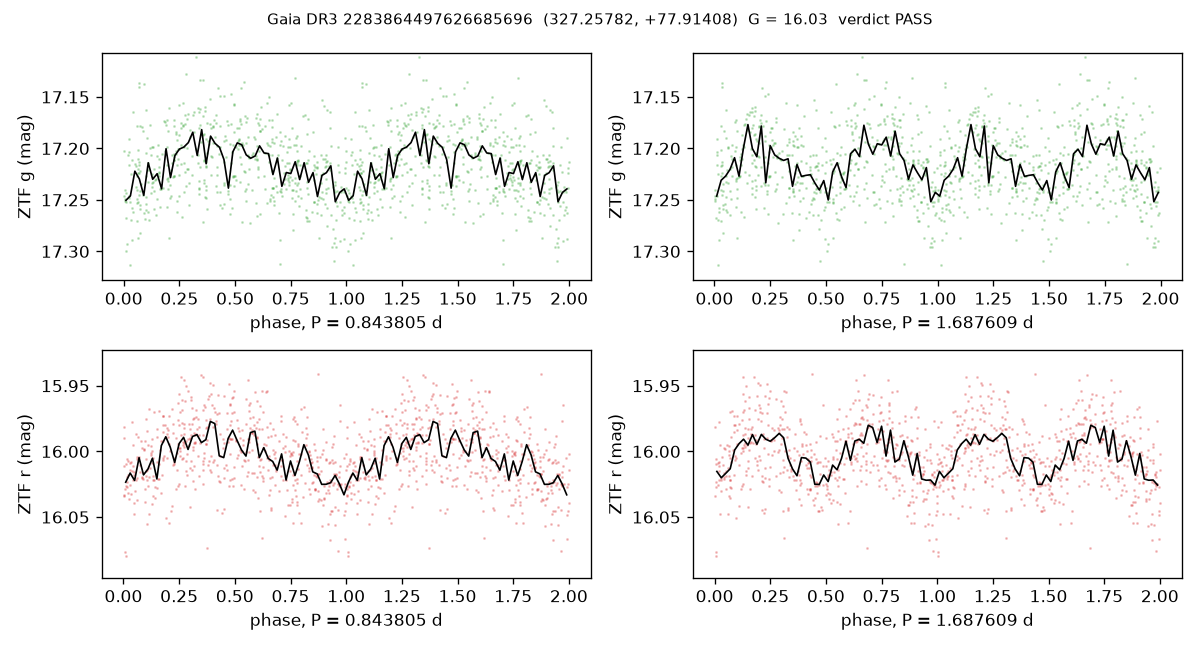 Gaia DR3 2283864497626685696 (327.25782, +77.91408) G = 16.03 verdict PASS
ZTF g (mag)
17.15
17.20
17.25
17.30
0.00 0.25 0.50 0.75 1.00 1.25 1.50 1.75 2.00
phase, P = 0.843805 d
ZTF g (mag)
17.15
17.20
17.25
17.30
0.00 0.25 0.50 0.75 1.00 1.25 1.50 1.75 2.00
phase, P = 1.687609 d
ZTF r (mag)
15.95
16.00
16.05
0.00 0.25 0.50 0.75 1.00 1.25 1.50 1.75 2.00
phase, P = 0.843805 d
ZTF r (mag)
15.95
16.00
16.05
0.00 0.25 0.50 0.75 1.00 1.25 1.50 1.75 2.00
phase, P = 1.687609 d